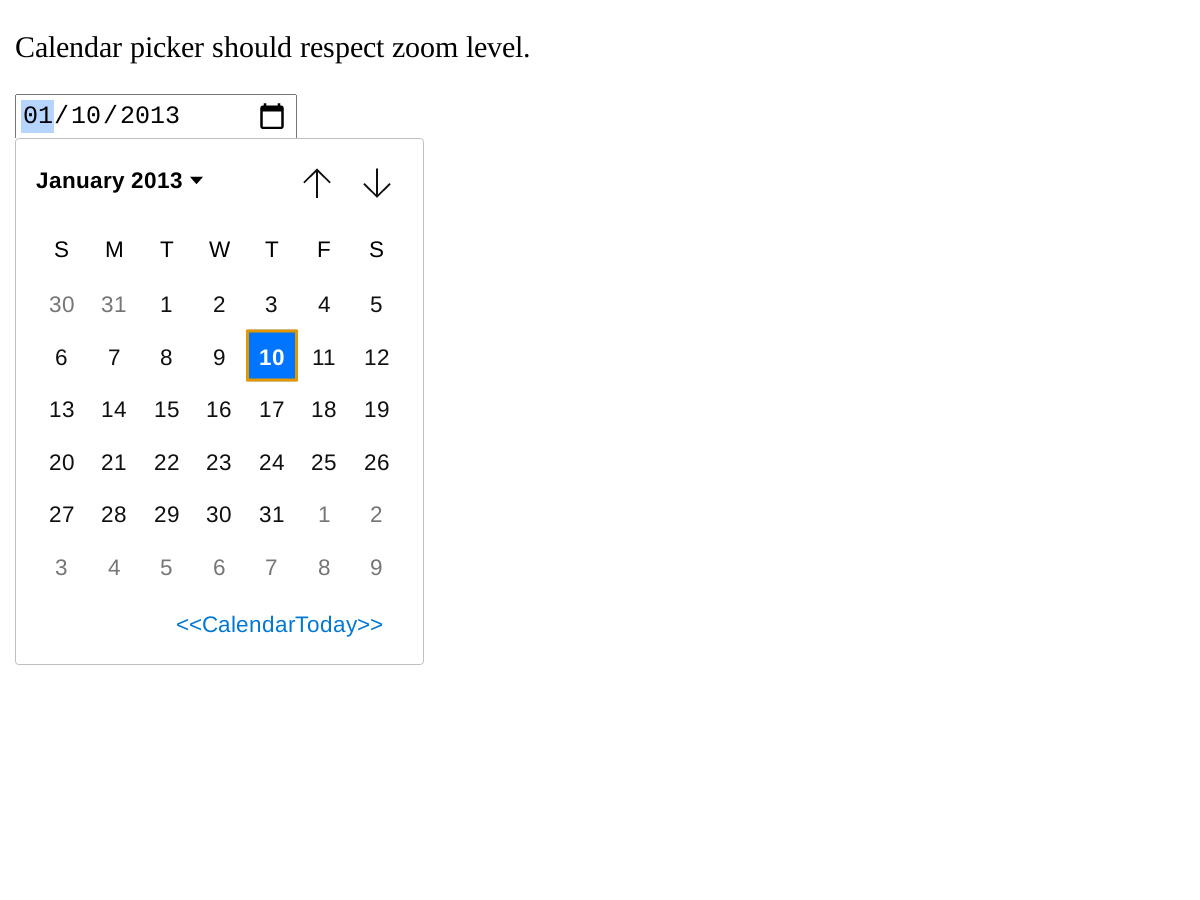 Calendar picker should respect zoom level.
01/10/2013
January 2013
S M T W T F S
30 31 1 2 3 4 5
6 7 8 9 10 11 12
13 14 15 16 17 18 19
20 21 22 23 24 25 26
27 28 29 30 31 1 2
3 4 5 6 7 8 9
<<CalendarToday>>